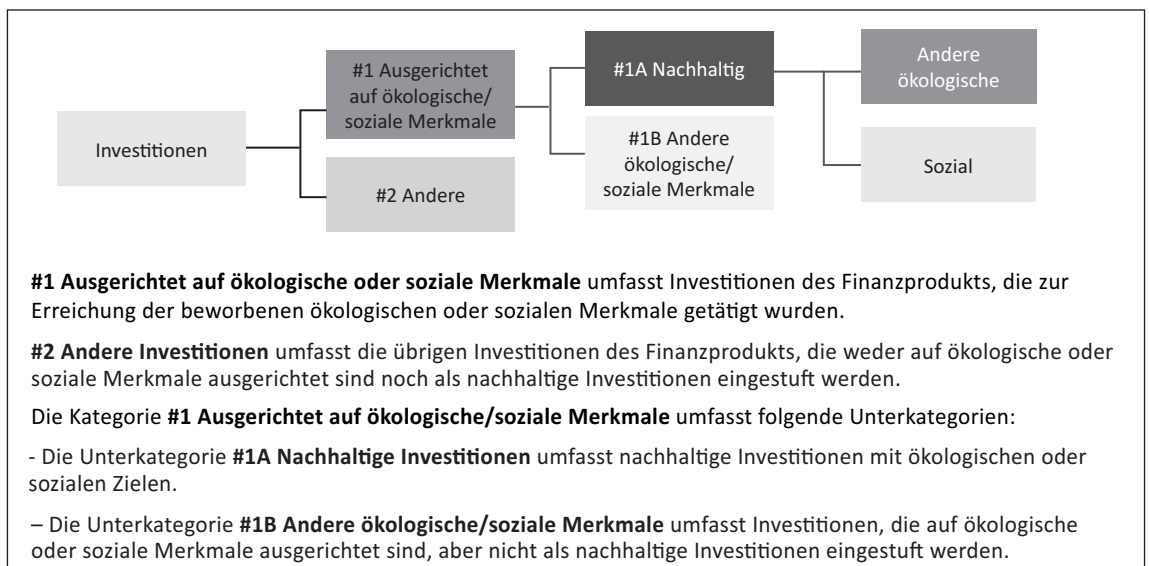 Investitionen
#1 Ausgerichtet
auf ökologische/
soziale Merkmale
#2 Andere
#1A Nachhaltig
#1B Andere
ökologische/
soziale Merkmale
Andere
ökologische
Sozial
#1 Ausgerichtet auf ökologische oder soziale Merkmale umfasst Investitionen des Finanzprodukts, die zur
Erreichung der beworbenen ökologischen oder sozialen Merkmale getätigt wurden.
#2 Andere Investitionen umfasst die übrigen Investitionen des Finanzprodukts, die weder auf ökologische oder
soziale Merkmale ausgerichtet sind noch als nachhaltige Investitionen eingestuft werden.
Die Kategorie #1 Ausgerichtet auf ökologische/soziale Merkmale umfasst folgende Unterkategorien:
- Die Unterkategorie #1A Nachhaltige Investitionen umfasst nachhaltige Investitionen mit ökologischen oder
sozialen Zielen.
– Die Unterkategorie #1B Andere ökologische/soziale Merkmale umfasst Investitionen, die auf ökologische
oder soziale Merkmale ausgerichtet sind, aber nicht als nachhaltige Investitionen eingestuft werden.